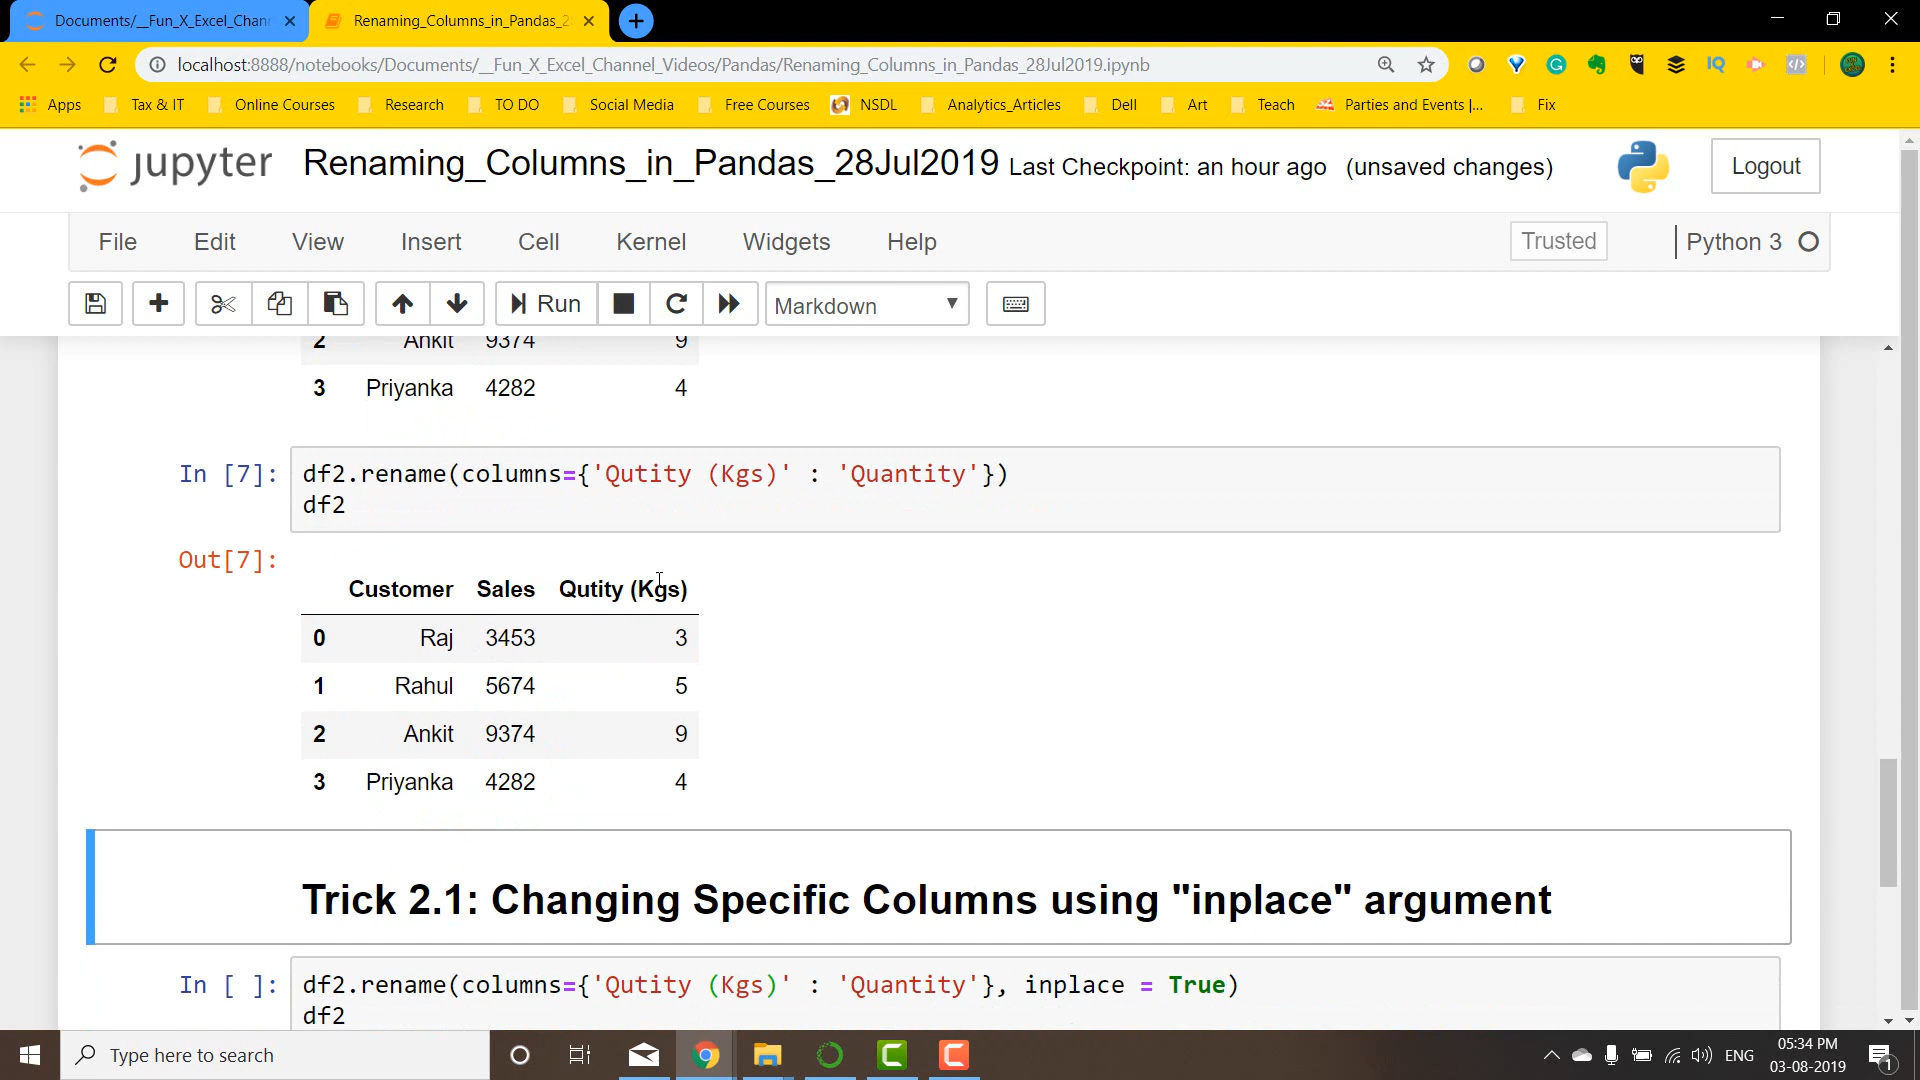 Documents/__Fun_X_Excel_Chann
Renaming_Columns_in_Pandas_2
localhost:8888/notebooks/Documents/__Fun_X_Excel_Channel_Videos/Pandas/Renaming_Columns_in_Pandas_28Jul2019.ipynb
Apps Tax & IT Online Courses Research TO DO Social Media Free Courses NSDL Analytics_Articles Dell Art Teach Parties and Events |... Fix
jupyter Renaming_Columns_in_Pandas_28Jul2019 Last Checkpoint: an hour ago (unsaved changes) Logout
File Edit View Insert Cell Kernel Widgets Help Trusted Python 3
Run Markdown
2 Ankit 9374 9
3 Priyanka 4282 4
In [7]: df2.rename(columns={'Qutity (Kgs)' : 'Quantity'})
df2
Out[7]:
Customer Sales Qutity (Kgs)
0 Raj 3453 3
1 Rahul 5674 5
2 Ankit 9374 9
3 Priyanka 4282 4
Trick 2.1: Changing Specific Columns using "inplace" argument
In [ ]: df2.rename(columns={'Qutity (Kgs)' : 'Quantity'}, inplace = True)
df2
Type here to search
ENG
05:34 PM
03-08-2019
1